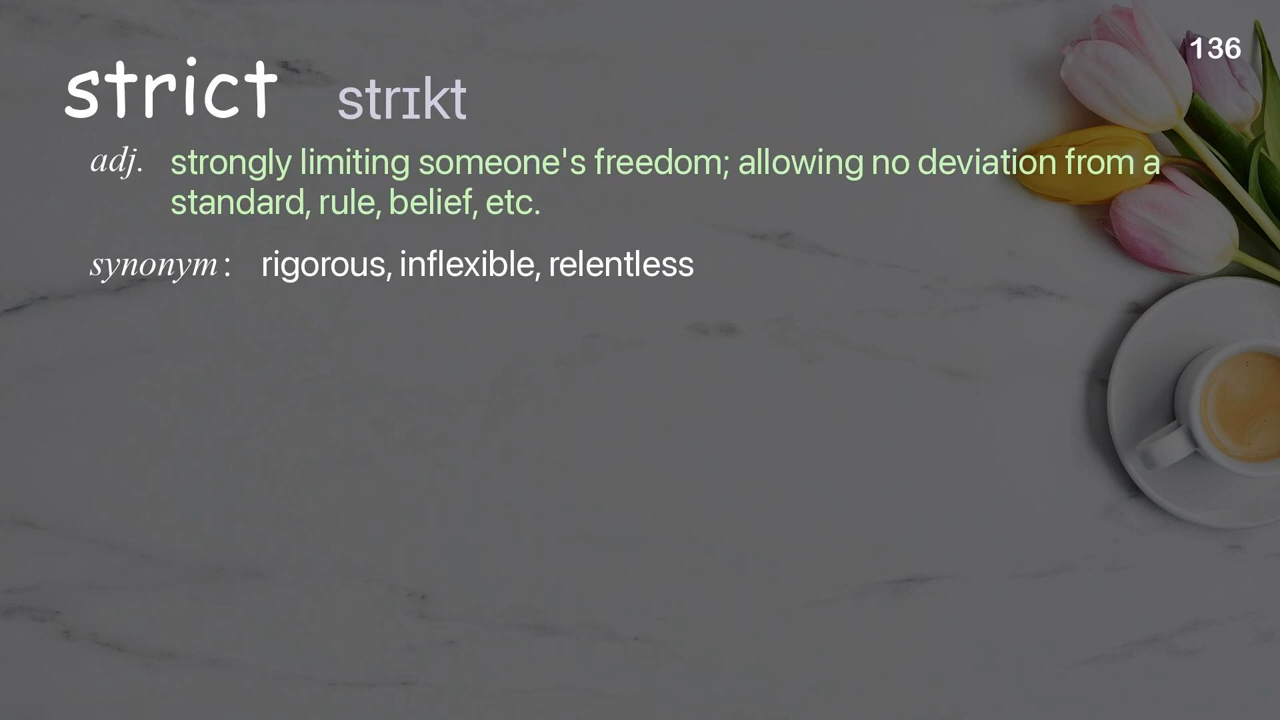 136
strict strɪkt
adj. strongly limiting someone's freedom; allowing no deviation from a
standard, rule, belief, etc.
synonym : rigorous, inflexible, relentless